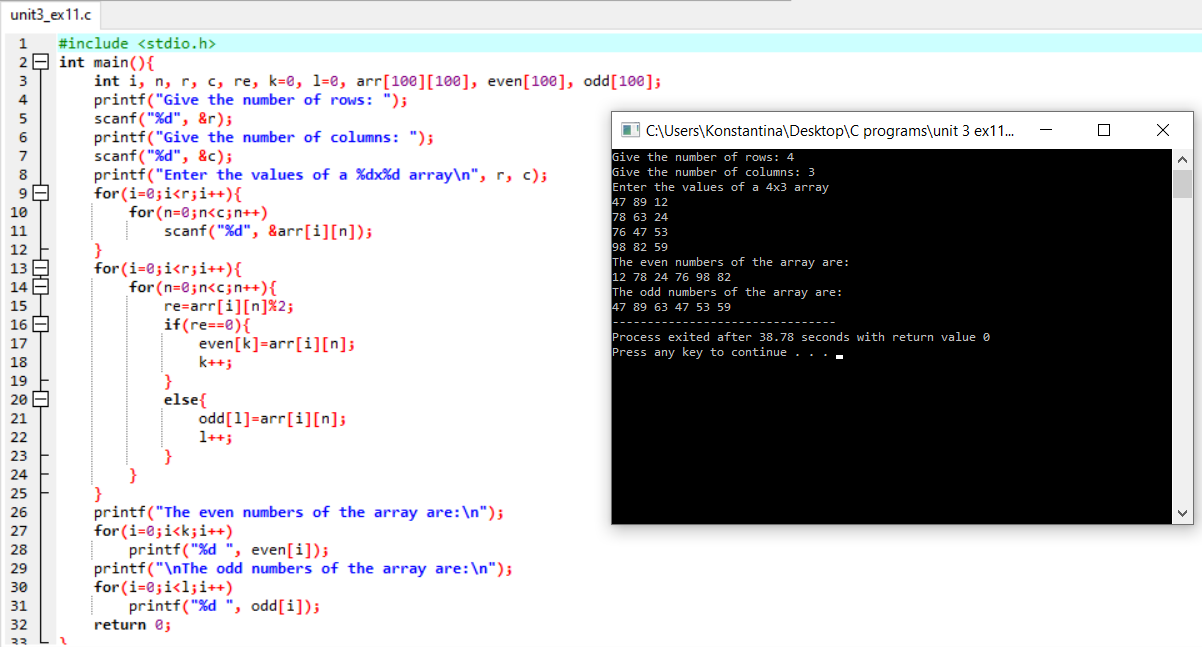 unit3_ex11.c
1 #include <stdio.h>
2 int main(){
3 int i, n, r, c, re, k=0, l=0, arr[100][100], even[100], odd[100];
4 printf("Give the number of rows: ");
5 scanf("%d", &r);
6 printf("Give the number of columns: ");
7 scanf("%d", &c);
8 printf("Enter the values of a %dx%d array\n", r, c);
9 for(i=0;i<r;i++){
10 for(n=0;n<c;n++)
11 scanf("%d", &arr[i][n]);
12 }
13 for(i=0;i<r;i++){
14 for(n=0;n<c;n++){
15 re=arr[i][n]%2;
16 if(re==0){
17 even[k]=arr[i][n];
18 k++;
19 }
20 else{
21 odd[l]=arr[i][n];
22 l++;
23 }
24 }
25 }
26 printf("The even numbers of the array are:\n");
27 for(i=0;i<k;i++)
28 printf("%d ", even[i]);
29 printf("\nThe odd numbers of the array are:\n");
30 for(i=0;i<l;i++)
31 printf("%d ", odd[i]);
32 return 0;
33 }
C:\Users\Konstantina\Desktop\C programs\unit 3 ex11...
Give the number of rows: 4
Give the number of columns: 3
Enter the values of a 4x3 array
47 89 12
78 63 24
76 47 53
98 82 59
The even numbers of the array are:
12 78 24 76 98 82
The odd numbers of the array are:
47 89 63 47 53 59
--------------------------------
Process exited after 38.78 seconds with return value 0
Press any key to continue . . .